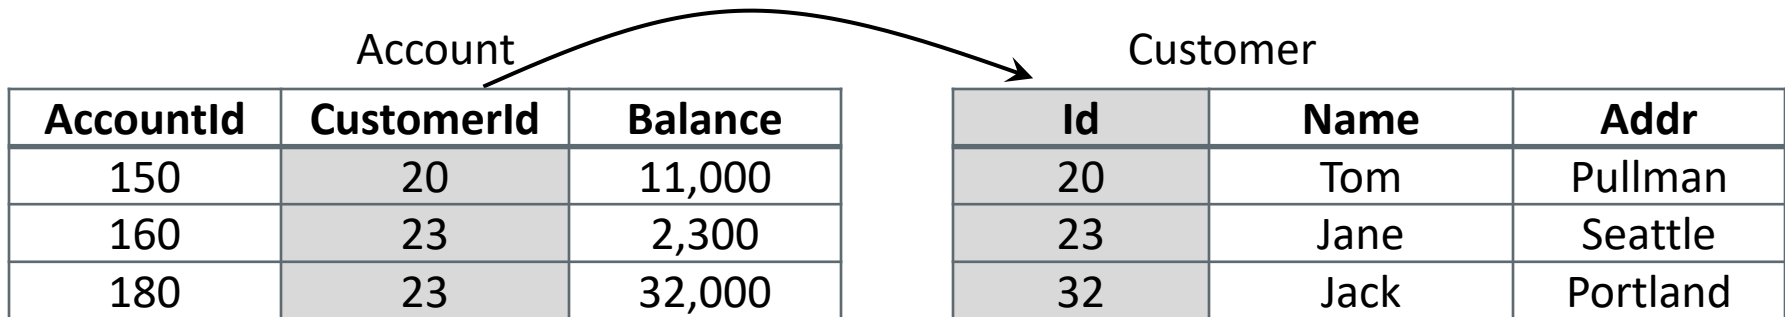 Account Customer
AccountId CustomerId Balance Id Name Addr
150 20 11,000 20 Tom Pullman
160 23 2,300 23 Jane Seattle
180 23 32,000 32 Jack Portland